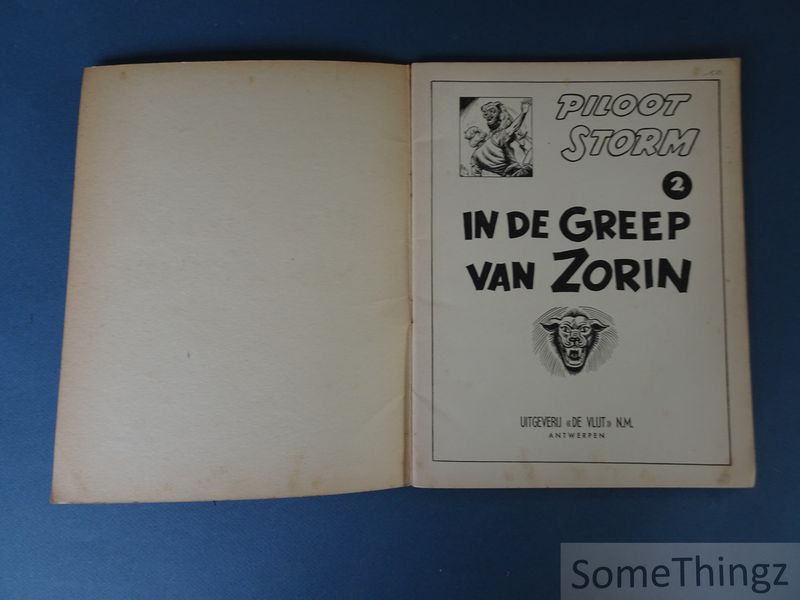 PILOOT
STORM
2
IN DE GREEP
VAN ZORIN
UITGEVERIJ «DE VLIJT» N.M.
ANTWERPEN
SomeThingz